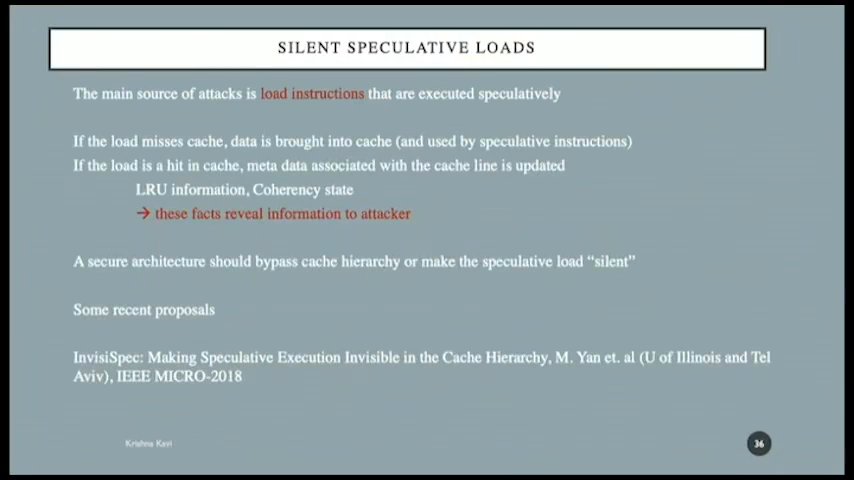 SILENT SPECULATIVE LOADS
The main source of attacks is load instructions that are executed speculatively
If the load misses cache, data is brought into cache (and used by speculative instructions)
If the load is a hit in cache, meta data associated with the cache line is updated
LRU information, Coherency state
→ these facts reveal information to attacker
A secure architecture should bypass cache hierarchy or make the speculative load “silent”
Some recent proposals
InvisiSpec: Making Speculative Execution Invisible in the Cache Hierarchy, M. Yan et. al (U of Illinois and Tel
Aviv), IEEE MICRO-2018
Krishna Kavi
36